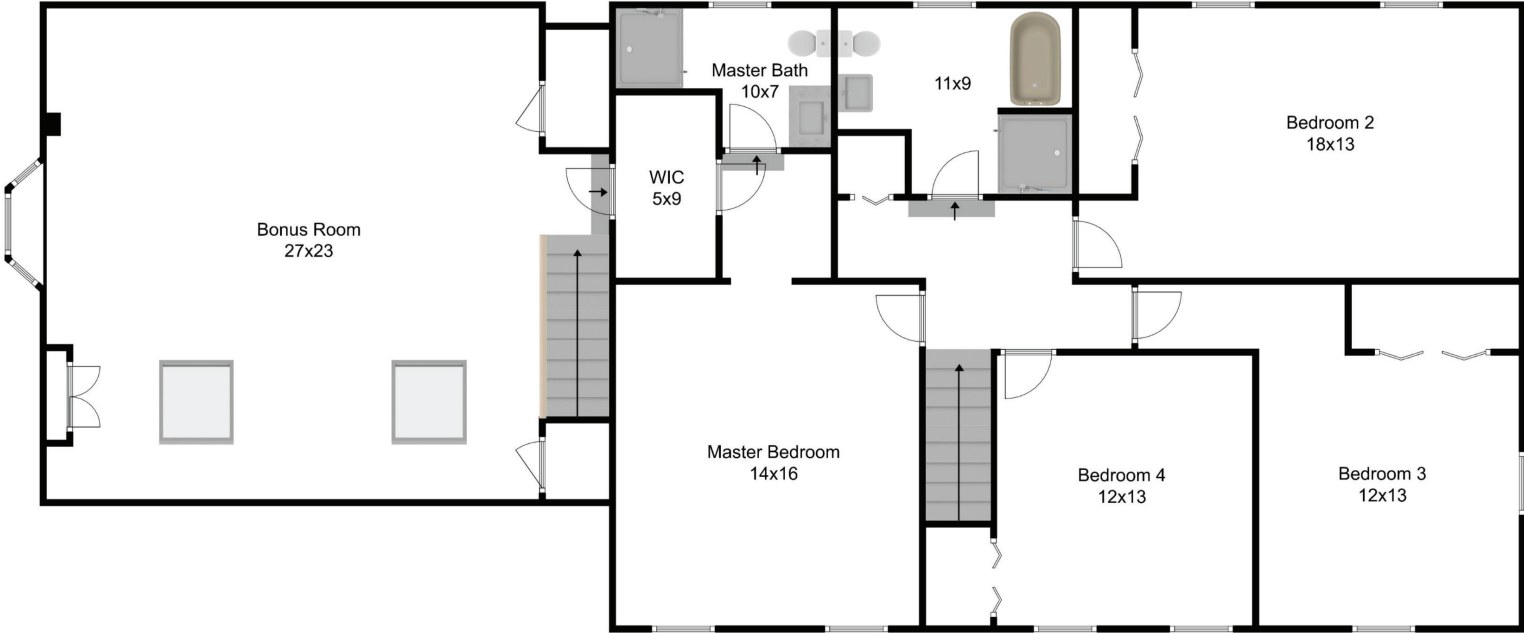 Master Bath
10x7
11x9
Bedroom 2
18x13
WIC
5x9
Bonus Room
27x23
Master Bedroom
14x16
Bedroom 4
12x13
Bedroom 3
12x13